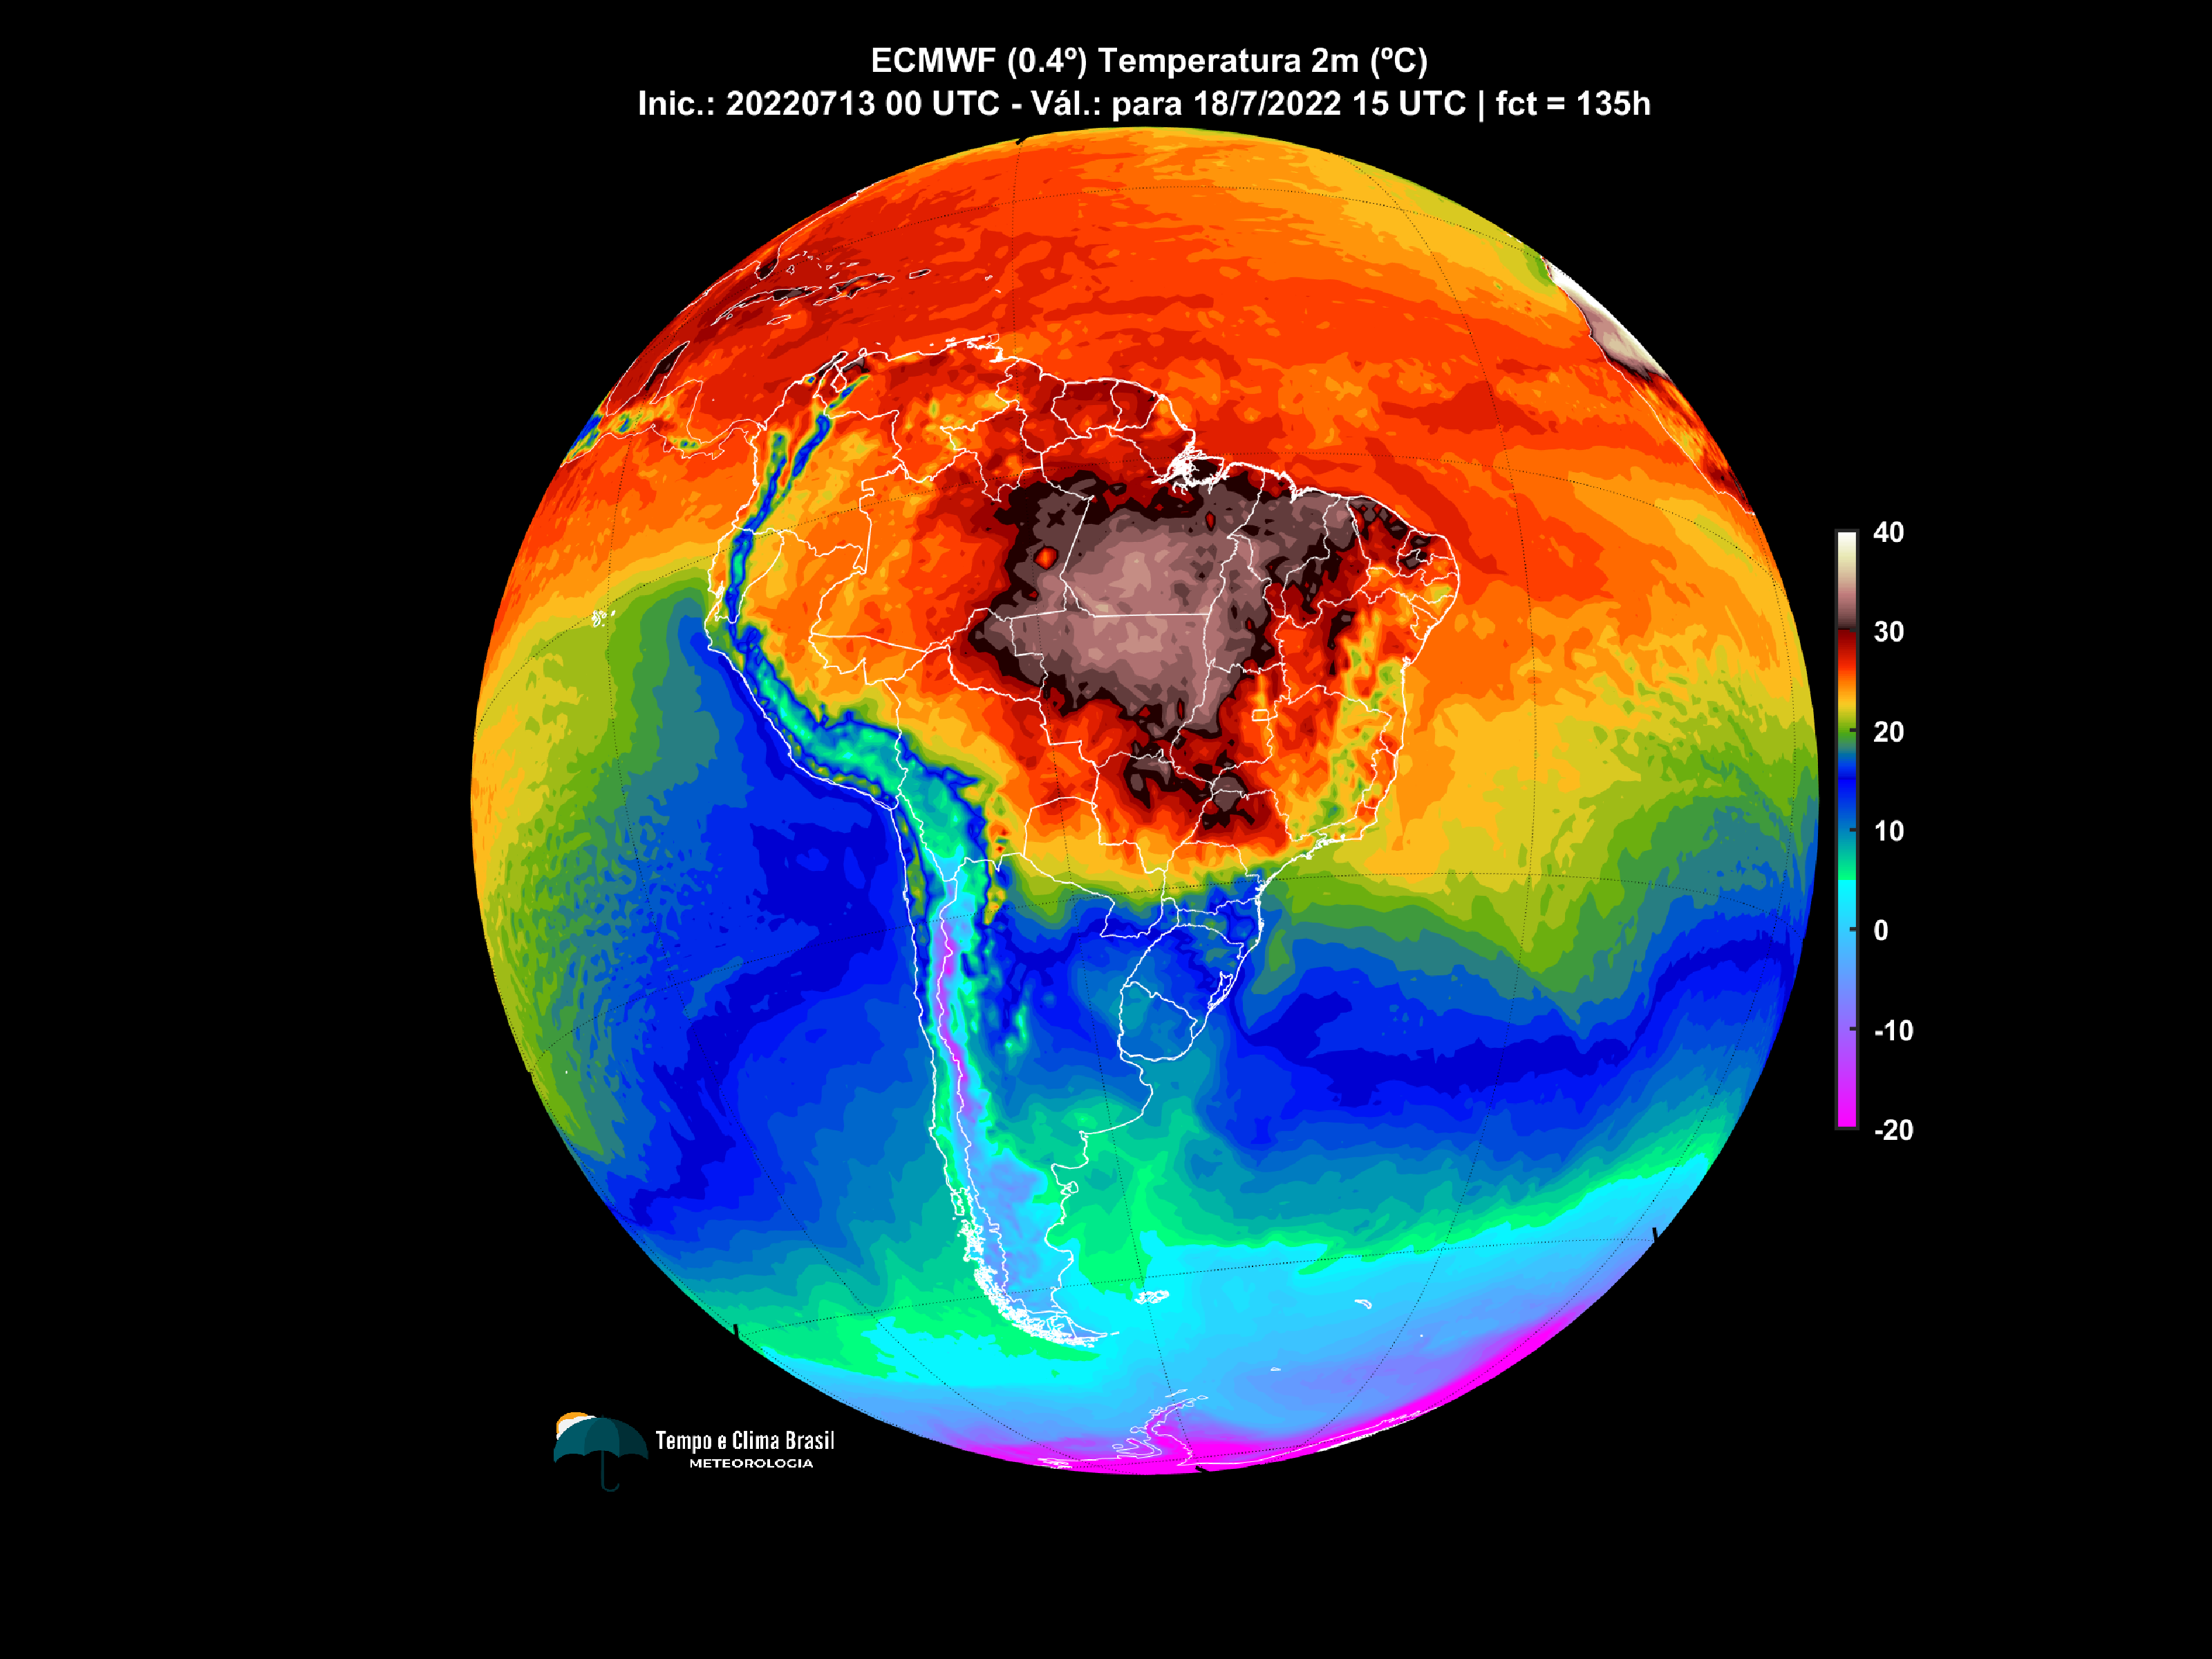 ECMWF (0.4º) Temperatura 2m (ºC)
Inic.: 20220713 00 UTC - Vál.: para 18/7/2022 15 UTC | fct = 135h
40
30
20
10
0
-10
-20
Tempo e Clima Brasil
METEOROLOGIA